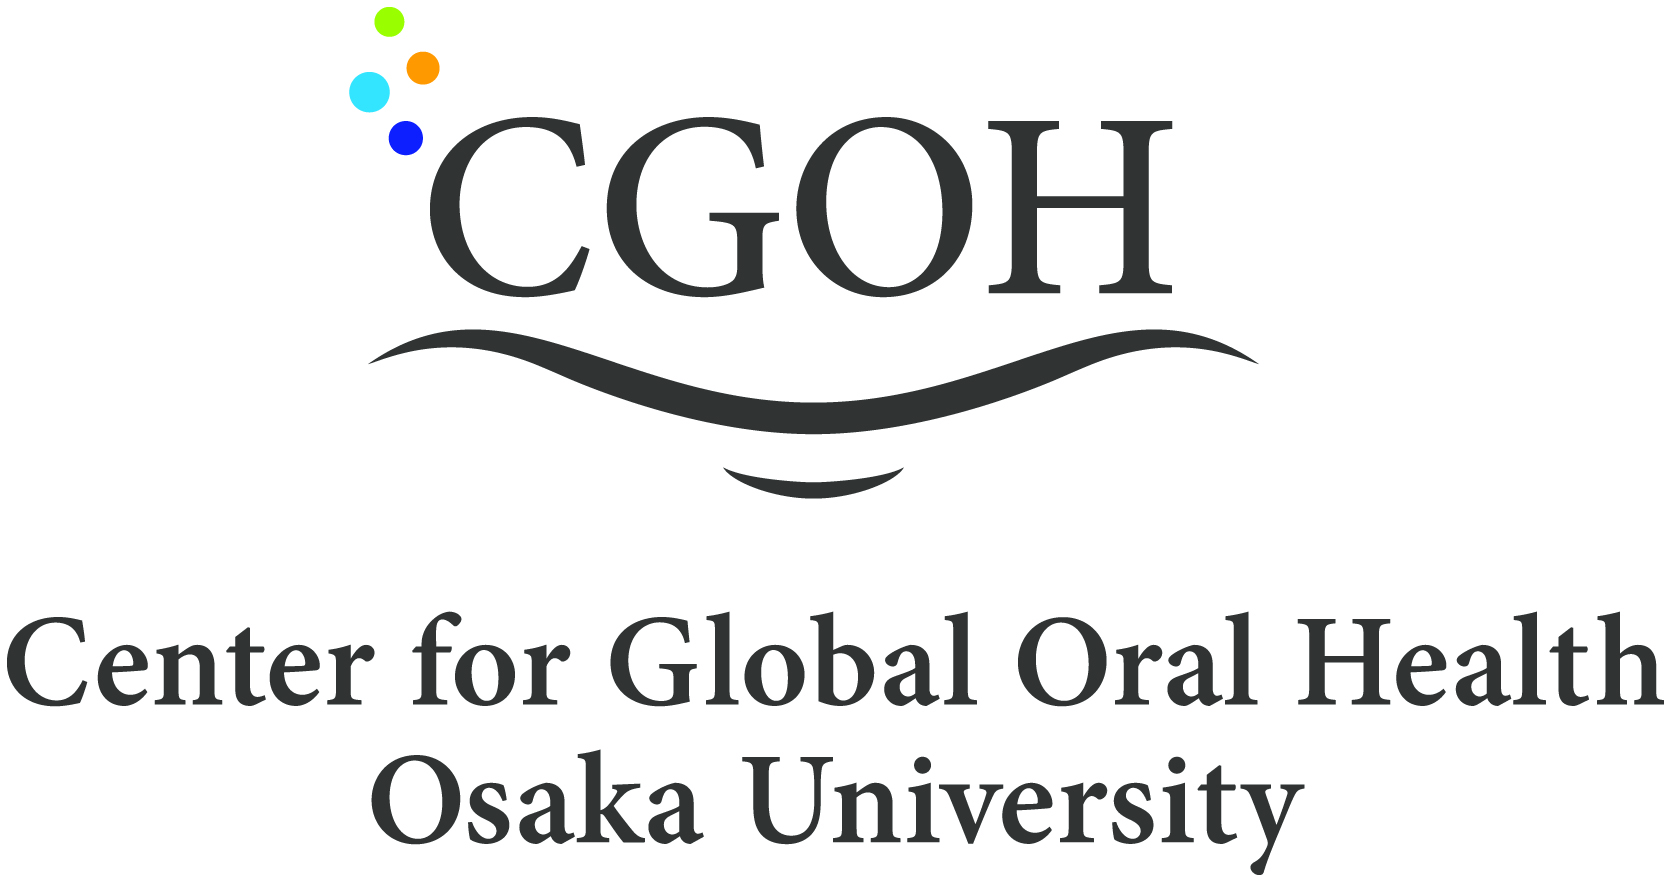 CGOH
Center for Global Oral Health
Osaka University